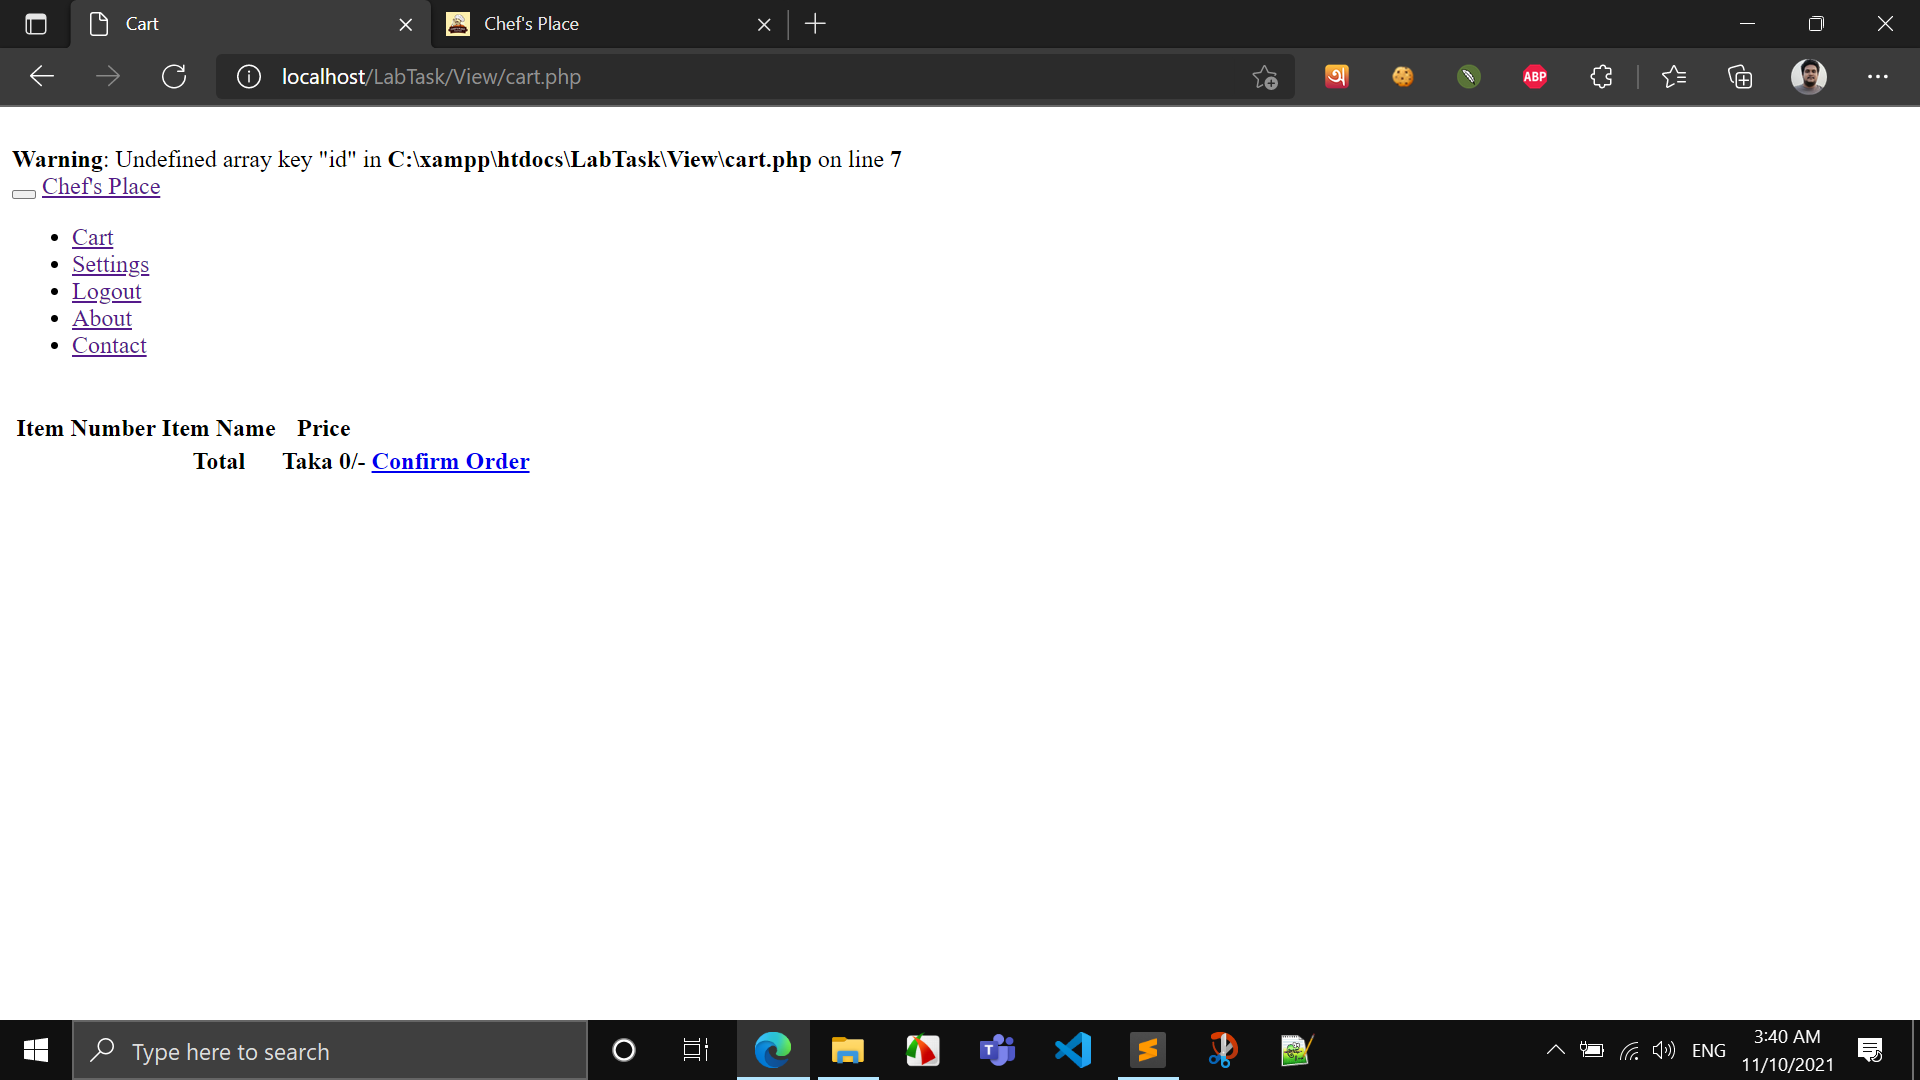 Cart
Chef's Place
localhost/LabTask/View/cart.php
অ
ABP
Warning: Undefined array key "id" in C:\xampp\htdocs\LabTask\View\cart.php on line 7
Chef's Place
Cart
Settings
Logout
About
Contact
Item Number Item Name Price
Total Taka 0/- Confirm Order
Type here to search
T
ENG
3:40 AM
11/10/2021